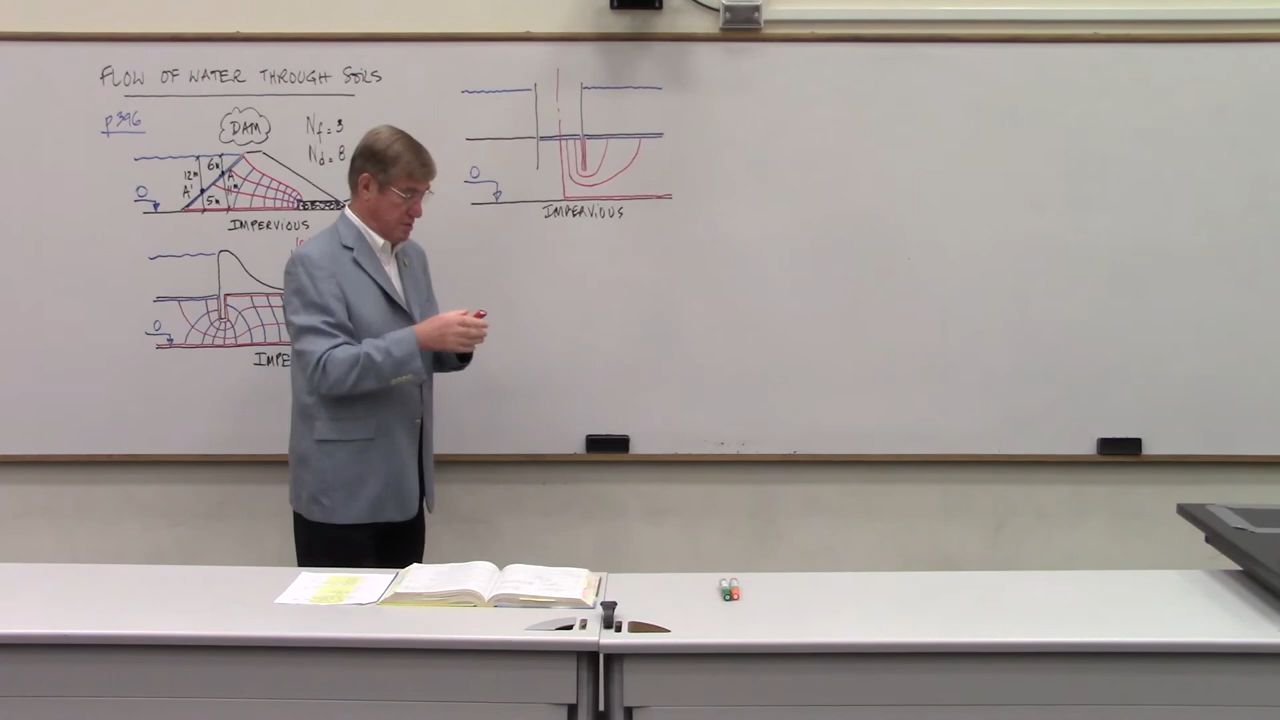 FLOW OF WATER THROUGH SOILS
p396
DAM
Nf = 3
Nd = 8
6m
12m
A
A'
11m
0
5m
IMPERVIOUS
0
IMPE
0
IMPERVIOUS